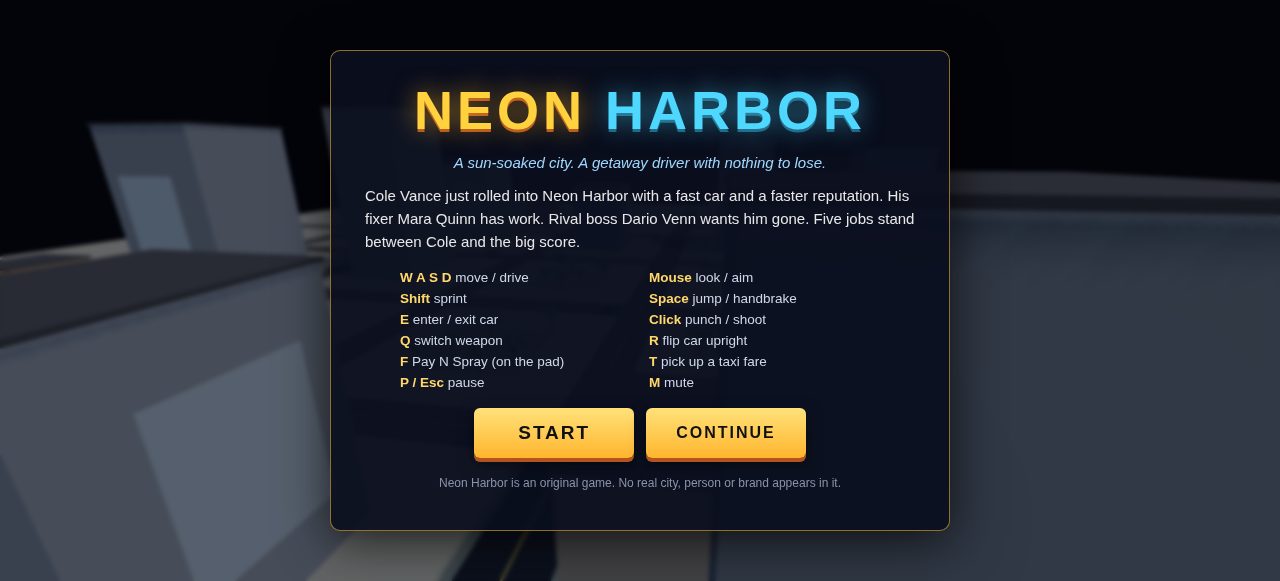 NEON HARBOR
A sun-soaked city. A getaway driver with nothing to lose.
Cole Vance just rolled into Neon Harbor with a fast car and a faster reputation. His
fixer Mara Quinn has work. Rival boss Dario Venn wants him gone. Five jobs stand
between Cole and the big score.
W A S D move / drive
Mouse look / aim
Shift sprint
Space jump / handbrake
E enter / exit car
Click punch / shoot
Q switch weapon
R flip car upright
F Pay N Spray (on the pad)
T pick up a taxi fare
P / Esc pause
M mute
START
CONTINUE
Neon Harbor is an original game. No real city, person or brand appears in it.